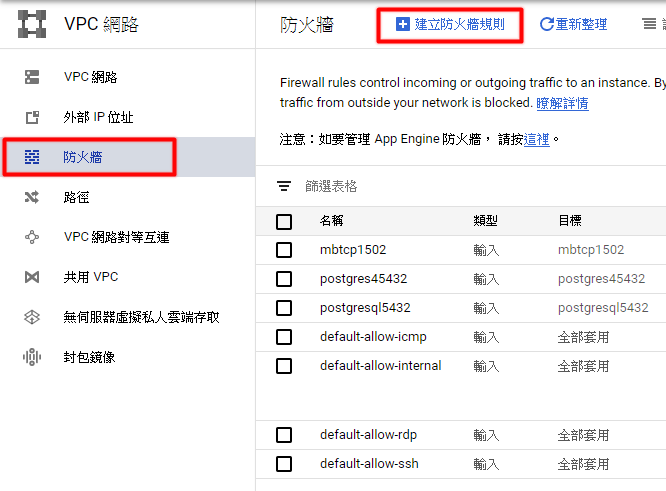 VPC 網路
防火牆
建立防火牆規則
重新整理
VPC 網路
外部 IP 位址
防火牆
路徑
VPC 網路對等互連
共用 VPC
無伺服器虛擬私人雲端存取
封包鏡像
Firewall rules control incoming or outgoing traffic to an instance. By
traffic from outside your network is blocked. 瞭解詳情
注意：如要管理 App Engine 防火牆， 請按這裡。
篩選表格
名稱 類型 目標
mbtcp1502 輸入 mbtcp1502
postgres45432 輸入 postgres45432
postgresql5432 輸入 postgresql5432
default-allow-icmp 輸入 全部套用
default-allow-internal 輸入 全部套用
default-allow-rdp 輸入 全部套用
default-allow-ssh 輸入 全部套用